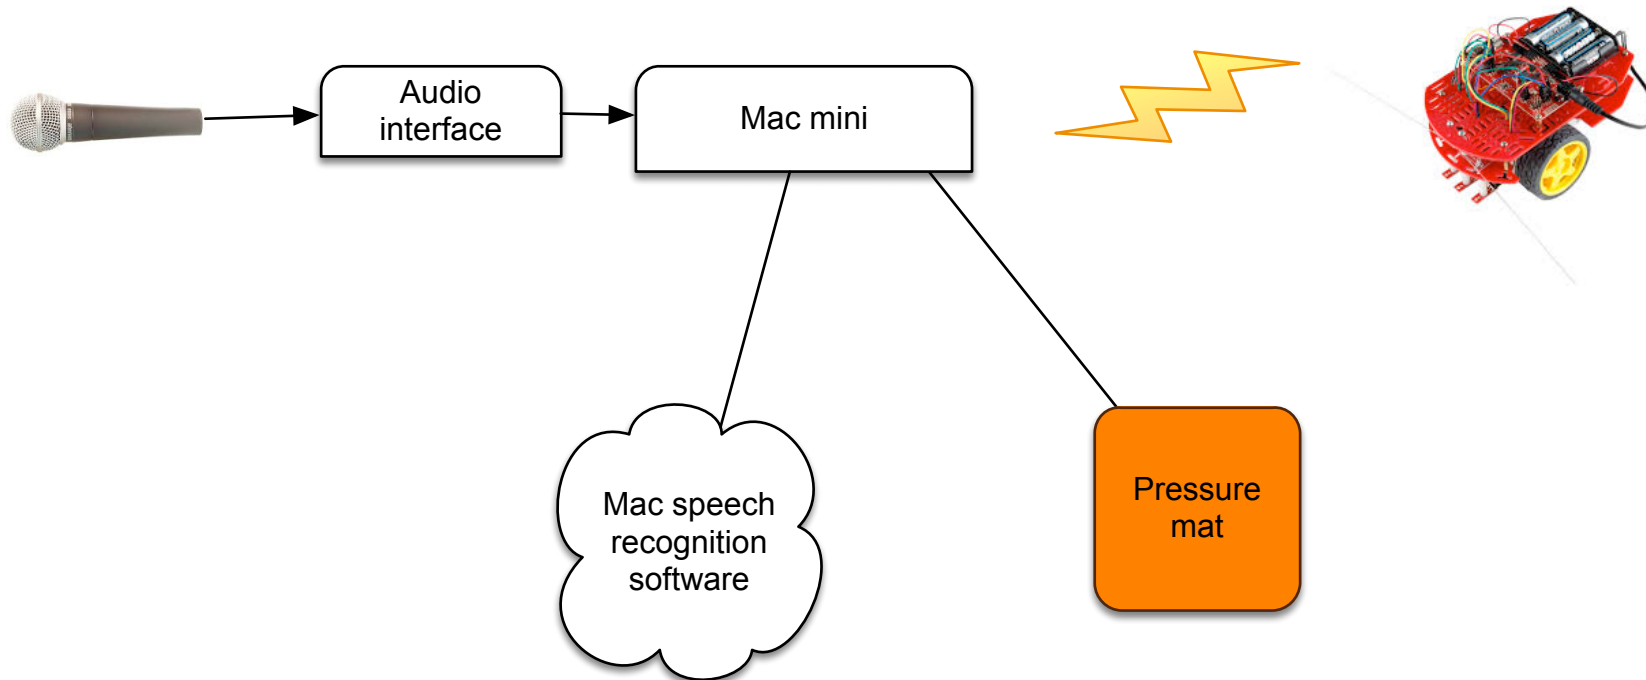 Audio
interface
Mac mini
Mac speech
recognition
software
Pressure
mat